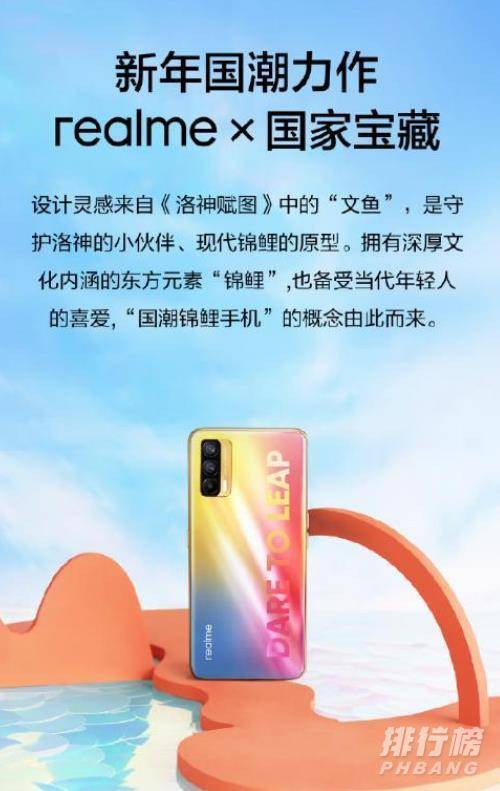 新年国潮力作
realme × 国家宝藏
设计灵感来自《洛神赋图》中的“文鱼”，是守
护洛神的小伙伴、现代锦鲤的原型。拥有深厚文
化内涵的东方元素“锦鲤”,也备受当代年轻人
的喜爱,“国潮锦鲤手机”的概念由此而来。
DARE TO LEAP
realme
排行榜
PHBANG